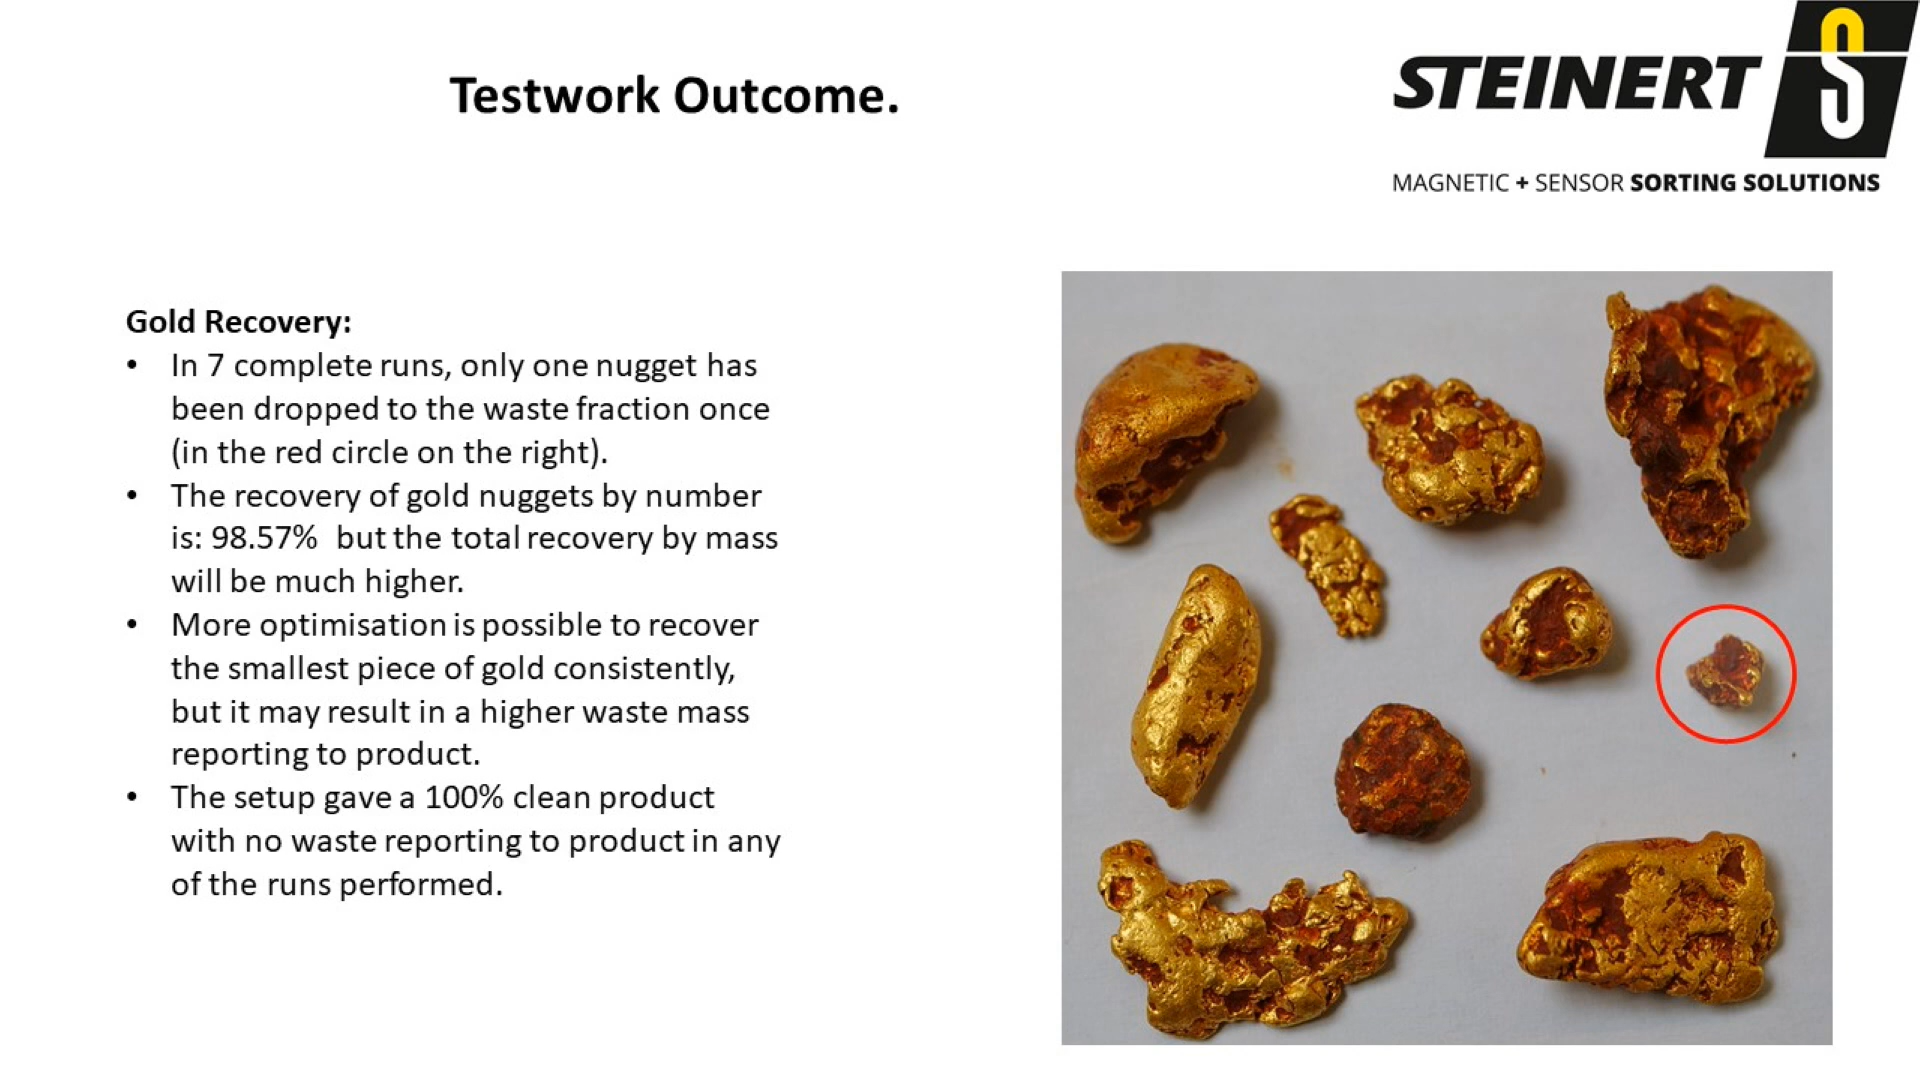 Testwork Outcome.
STEINERT
MAGNETIC + SENSOR SORTING SOLUTIONS
Gold Recovery:
• In 7 complete runs, only one nugget has
been dropped to the waste fraction once
(in the red circle on the right).
• The recovery of gold nuggets by number
is: 98.57%  but the total recovery by mass
will be much higher.
• More optimisation is possible to recover
the smallest piece of gold consistently,
but it may result in a higher waste mass
reporting to product.
• The setup gave a 100% clean product
with no waste reporting to product in any
of the runs performed.